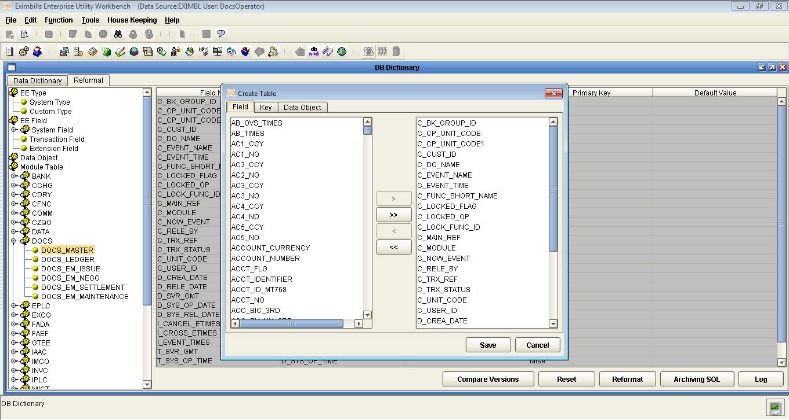 Eximbills Enterprise Utility Workbench (Data Source:EXIMBL User: DocsOperator)
File Edit Function Tools House Keeping Help
DB Dictionary
Data Dictionary Reformat
EE Type
System Type
Custom Type
EE Field
System Field
Transaction Field
Extension Field
Data Object
Module Table
BANK
CCHG
CDRY
CFNC
COMM
CZBO
DATA
DOCS
DOCS_MASTER
DOCS_LEDGER
DOCS_EM_ISSUE
DOCS_EM_NEGO
DOCS_EM_SETTLEMENT
DOCS_EM_MAINTENANCE
EPLC
EXCO
FADA
FAEF
GTEE
IAAC
IMCO
INVC
IPLC
Primary Key Default Value
C_BK_GROUP_ID
C_CP_UNIT_CODE
C_CP_UNIT_CODE
C_CUST_ID
C_DO_NAME
C_EVENT_NAME
C_EVENT_TIME
C_FUNC_SHORT_N
C_LOCKED_FLAG
C_LOCKED_OP
C_LOCK_FUNC_ID
C_MAIN_REF
C_MODULE
C_NOW_EVENT
C_RELE_BY
C_TRX_REF
C_TRX_STATUS
C_UNIT_CODE
C_USER_ID
D_CREA_DATE
D_RELE_DATE
D_SVR_GMT
D_SYS_OP_DATE
D_SYS_REL_DATE
I_CANCEL_ETIMES
I_CROSS_ETIMES
I_EVENT_TIMES
T_SVR_GMT
T_SYS_OP_TIME D_SYS_OP_TIME false
Create Table
Field Key Data Object
AB_OVS_TIMES
AB_TIMES
AC1_CCY
AC1_NO
AC2_CCY
AC2_NO
AC3_CCY
AC3_NO
AC4_CCY
AC4_NO
AC5_CCY
AC5_NO
ACCOUNT_CURRENCY
ACCOUNT_NUMBER
ACCT_FLG
ACCT_IDENTIFIER
ACCT_ID_MT768
ACCT_NO
ACC_BIC_3RD
>
>>
<
<<
C_BK_GROUP_ID
C_CP_UNIT_CODE
C_CP_UNIT_CODE1
C_CUST_ID
C_DO_NAME
C_EVENT_NAME
C_EVENT_TIME
C_FUNC_SHORT_NAME
C_LOCKED_FLAG
C_LOCKED_OP
C_LOCK_FUNC_ID
C_MAIN_REF
C_MODULE
C_NOW_EVENT
C_RELE_BY
C_TRX_REF
C_TRX_STATUS
C_UNIT_CODE
C_USER_ID
D_CREA_DATE
Save Cancel
Compare Versions Reset Reformat Archiving SQL Log
DB Dictionary